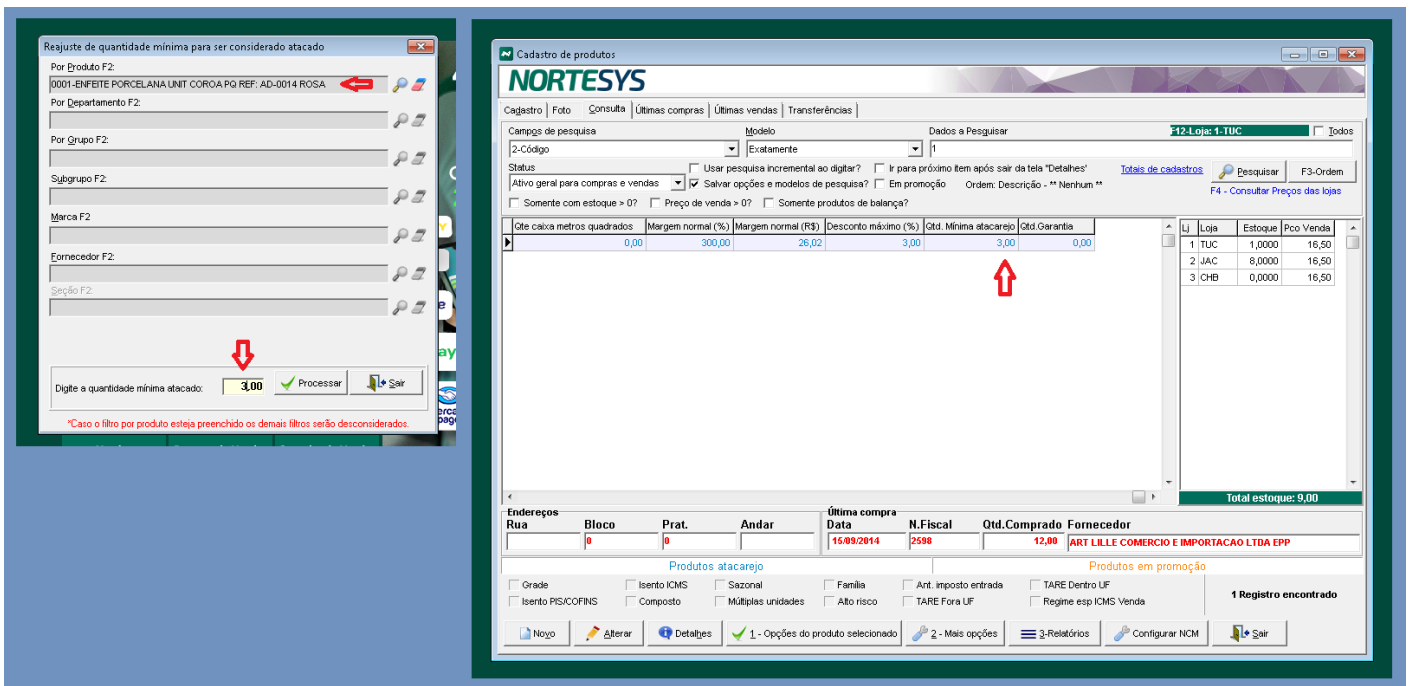 Reajuste de quantidade mínima para ser considerado atacado
Por Produto F2:
0001-ENFEITE PORCELANA UNIT COROA PQ REF: AD-0014 ROSA
Por Departamento F2:
Por Grupo F2:
Subgrupo F2:
Marca F2
Fornecedor F2:
Seção F2:
Digite a quantidade mínima atacado: 3,00 Processar Sair
*Caso o filtro por produto esteja preenchido os demais filtros serão desconsiderados.
Cadastro de produtos
NORTESYS
Cadastro Foto Consulta Últimas compras Últimas vendas Transferências
Campos de pesquisa Modelo Dados a Pesquisar F12-Loja: 1-TUC Todos
2-Código Exatamente 1
Status Usar pesquisa incremental ao digitar? Ir para próximo item após sair da tela "Detalhes' Totais de cadastros Pesquisar F3-Ordem
Ativo geral para compras e vendas Salvar opções e modelos de pesquisa? Em promoção Ordem: Descrição - ** Nenhum **
F4 - Consultar Preços das lojas
Somente com estoque > 0? Preço de venda > 0? Somente produtos de balança?
Qte caixa metros quadrados Margem normal (%) Margem normal (R$) Desconto máximo (%) Qtd. Mínima atacarejo Qtd.Garantia
0,00 300,00 26,02 3,00 3,00 0,00
Lj Loja Estoque Pco Venda
1 TUC 1,0000 16,50
2 JAC 8,0000 16,50
3 CHB 0,0000 16,50
Total estoque: 9,00
Endereços Última compra
Rua Bloco Prat. Andar Data N.Fiscal Qtd.Comprado Fornecedor
0 0 15/09/2014 2598 12,00 ART LILLE COMERCIO E IMPORTACAO LTDA EPP
Produtos atacarejo Produtos em promoção
Grade Isento ICMS Sazonal Família Ant. imposto entrada TARE Dentro UF
Isento PIS/COFINS Composto Múltiplas unidades Alto risco TARE Fora UF Regime esp ICMS Venda
1 Registro encontrado
Novo Alterar Detalhes 1 - Opções do produto selecionado 2 - Mais opções 3-Relatórios Configurar NCM Sair